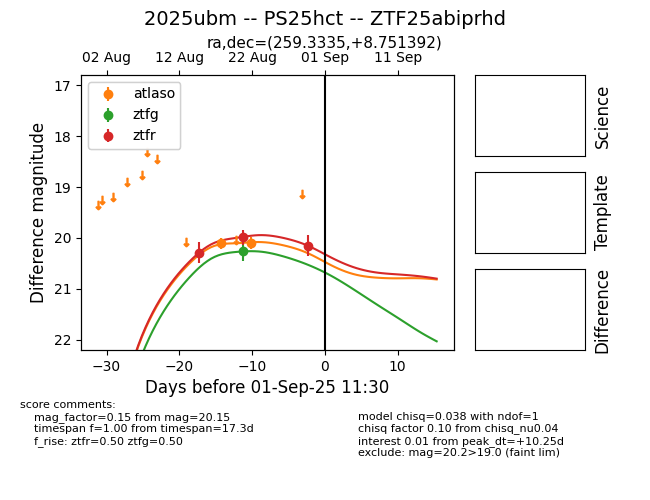 2025ubm -- PS25hct -- ZTF25abiprhd
ra,dec=(259.3335,+8.751392)
02 Aug 12 Aug 22 Aug 01 Sep 11 Sep
atlaso
ztfg
ztfr
17
18
19
20
21
22
Difference magnitude
−30 −20 −10 0 10
Days before 01-Sep-25 11:30
Science
Template
Difference
score comments:
mag_factor=0.15 from mag=20.15
timespan f=1.00 from timespan=17.3d
f_rise: ztfr=0.50 ztfg=0.50
model chisq=0.038 with ndof=1
chisq factor 0.10 from chisq_nu0.04
interest 0.01 from peak_dt=+10.25d
exclude: mag=20.2>19.0 (faint lim)